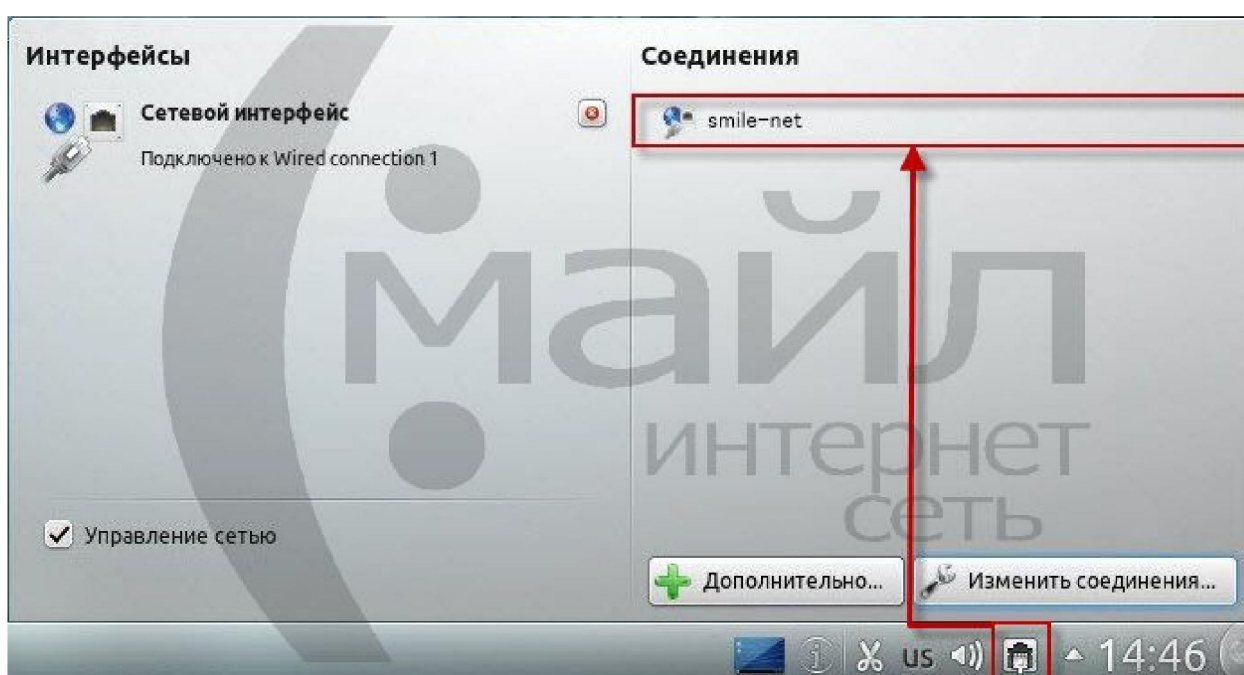 Интерфейсы
Сетевой интерфейс
Подключено к Wired connection 1
Управление сетью
Соединения
smile-net
Дополнительно...
Изменить соединения...
us
14:46
(:майл
интернет
сеть